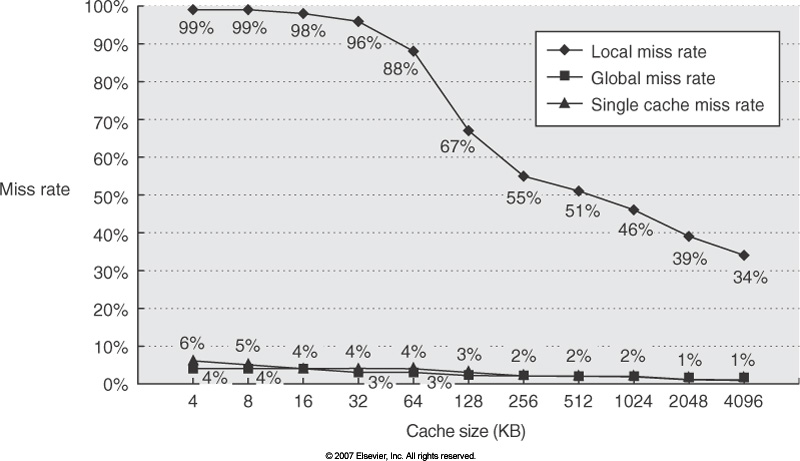 100%
90%
80%
70%
60%
50%
40%
30%
20%
10%
0%
Miss rate
99% 99% 98% 96% 88% 67% 55% 51% 46% 39% 34%
Local miss rate
Global miss rate
Single cache miss rate
6% 5% 4% 4% 4% 3% 2% 2% 2% 1% 1%
4% 4% 3% 3%
4 8 16 32 64 128 256 512 1024 2048 4096
Cache size (KB)
© 2007 Elsevier, Inc. All rights reserved.